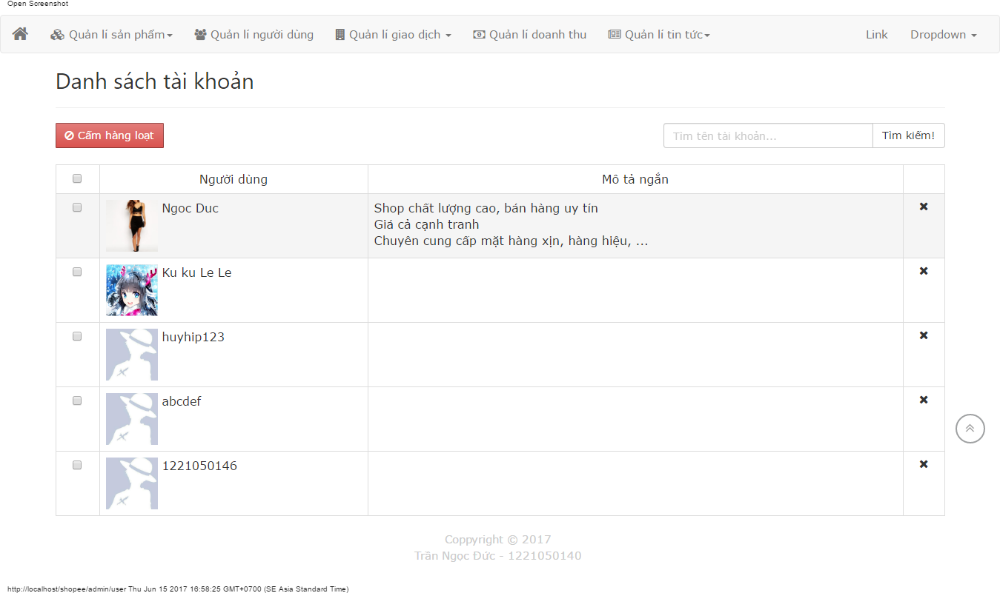 Open Screenshot
Quản lí sản phẩm Quản lí người dùng Quản lí giao dịch Quản lí doanh thu Quản lí tin tức Link Dropdown
Danh sách tài khoản
Cấm hàng loạt Tìm tên tài khoản... Tìm kiếm!
Người dùng Mô tả ngắn
Ngoc Duc Shop chất lượng cao, bán hàng uy tín
Giá cả cạnh tranh
Chuyên cung cấp mặt hàng xịn, hàng hiệu, ...
Ku ku Le Le
huyhip123
abcdef
1221050146
Coppyright © 2017
Trần Ngọc Đức - 1221050140
http://localhost/shopee/admin/user Thu Jun 15 2017 16:58:25 GMT+0700 (SE Asia Standard Time)